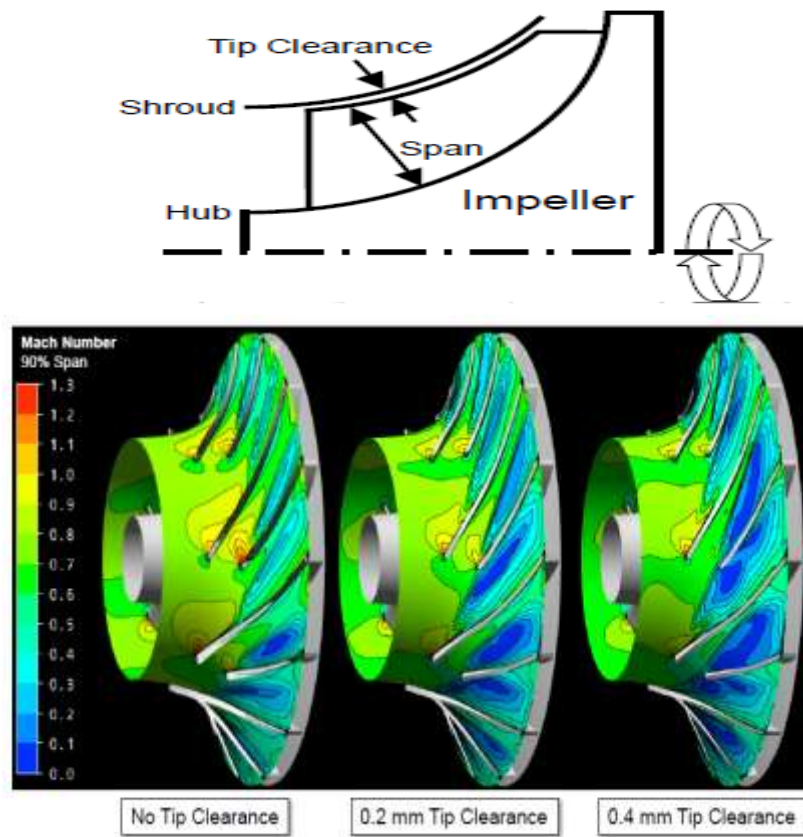 Tip Clearance
Shroud
Span
Hub
Impeller
Mach Number
90% Span
1.3
1.2
1.1
1.0
0.9
0.8
0.7
0.6
0.5
0.4
0.3
0.2
0.1
0.0
No Tip Clearance
0.2 mm Tip Clearance
0.4 mm Tip Clearance